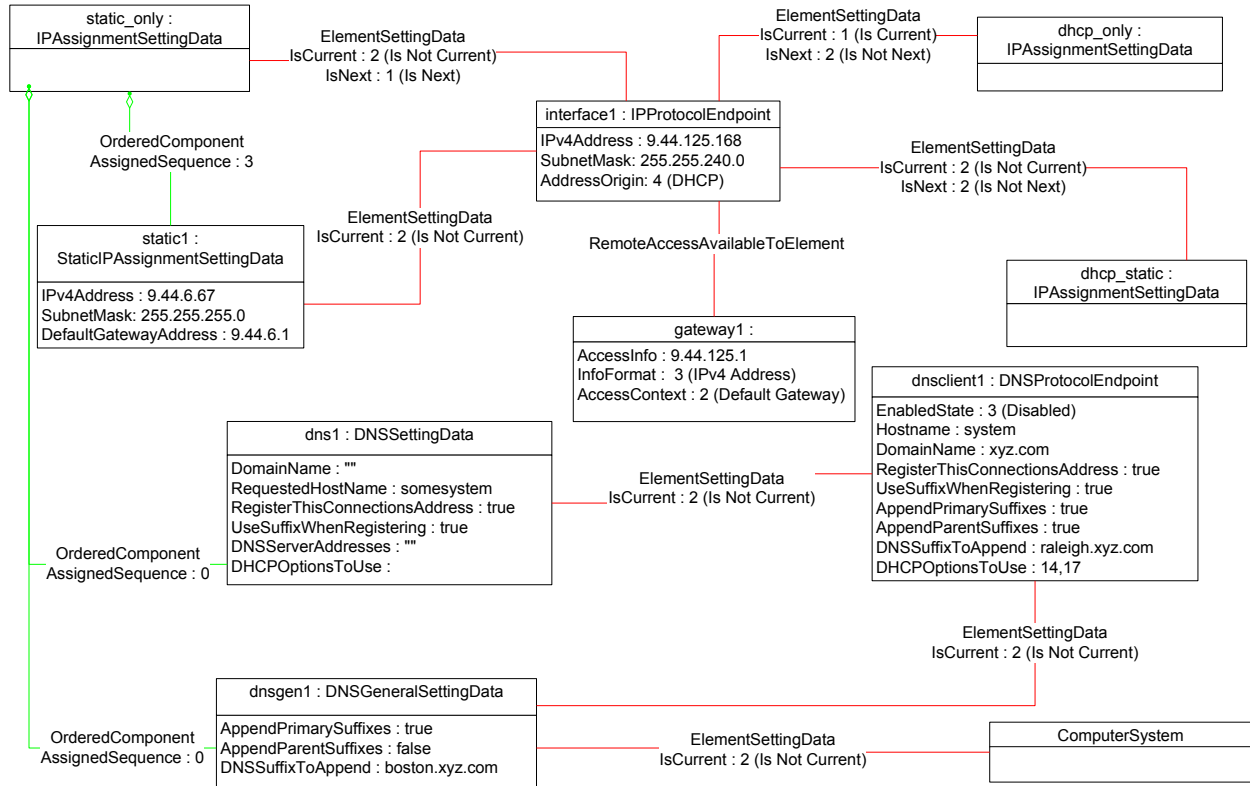 static_only :
IPAssignmentSettingData
ElementSettingData
IsCurrent : 2 (Is Not Current)
IsNext : 1 (Is Next)
ElementSettingData
IsCurrent : 1 (Is Current)
IsNext : 2 (Is Not Next)
dhcp_only :
IPAssignmentSettingData
interface1 : IPProtocolEndpoint
IPv4Address : 9.44.125.168
SubnetMask: 255.255.240.0
AddressOrigin: 4 (DHCP)
OrderedComponent
AssignedSequence : 3
ElementSettingData
IsCurrent : 2 (Is Not Current)
IsNext : 2 (Is Not Next)
ElementSettingData
IsCurrent : 2 (Is Not Current)
RemoteAccessAvailableToElement
static1 :
StaticIPAssignmentSettingData
IPv4Address : 9.44.6.67
SubnetMask: 255.255.255.0
DefaultGatewayAddress : 9.44.6.1
dhcp_static :
IPAssignmentSettingData
gateway1 :
AccessInfo : 9.44.125.1
InfoFormat : 3 (IPv4 Address)
AccessContext : 2 (Default Gateway)
dnsclient1 : DNSProtocolEndpoint
EnabledState : 3 (Disabled)
Hostname : system
DomainName : xyz.com
RegisterThisConnectionsAddress : true
UseSuffixWhenRegistering : true
AppendPrimarySuffixes : true
AppendParentSuffixes : true
DNSSuffixToAppend : raleigh.xyz.com
DHCPOptionsToUse : 14,17
dns1 : DNSSettingData
DomainName : ""
RequestedHostName : somesystem
RegisterThisConnectionsAddress : true
UseSuffixWhenRegistering : true
DNSServerAddresses : ""
DHCPOptionsToUse :
ElementSettingData
IsCurrent : 2 (Is Not Current)
OrderedComponent
AssignedSequence : 0
ElementSettingData
IsCurrent : 2 (Is Not Current)
dnsgen1 : DNSGeneralSettingData
AppendPrimarySuffixes : true
AppendParentSuffixes : false
DNSSuffixToAppend : boston.xyz.com
OrderedComponent
AssignedSequence : 0
ElementSettingData
IsCurrent : 2 (Is Not Current)
ComputerSystem